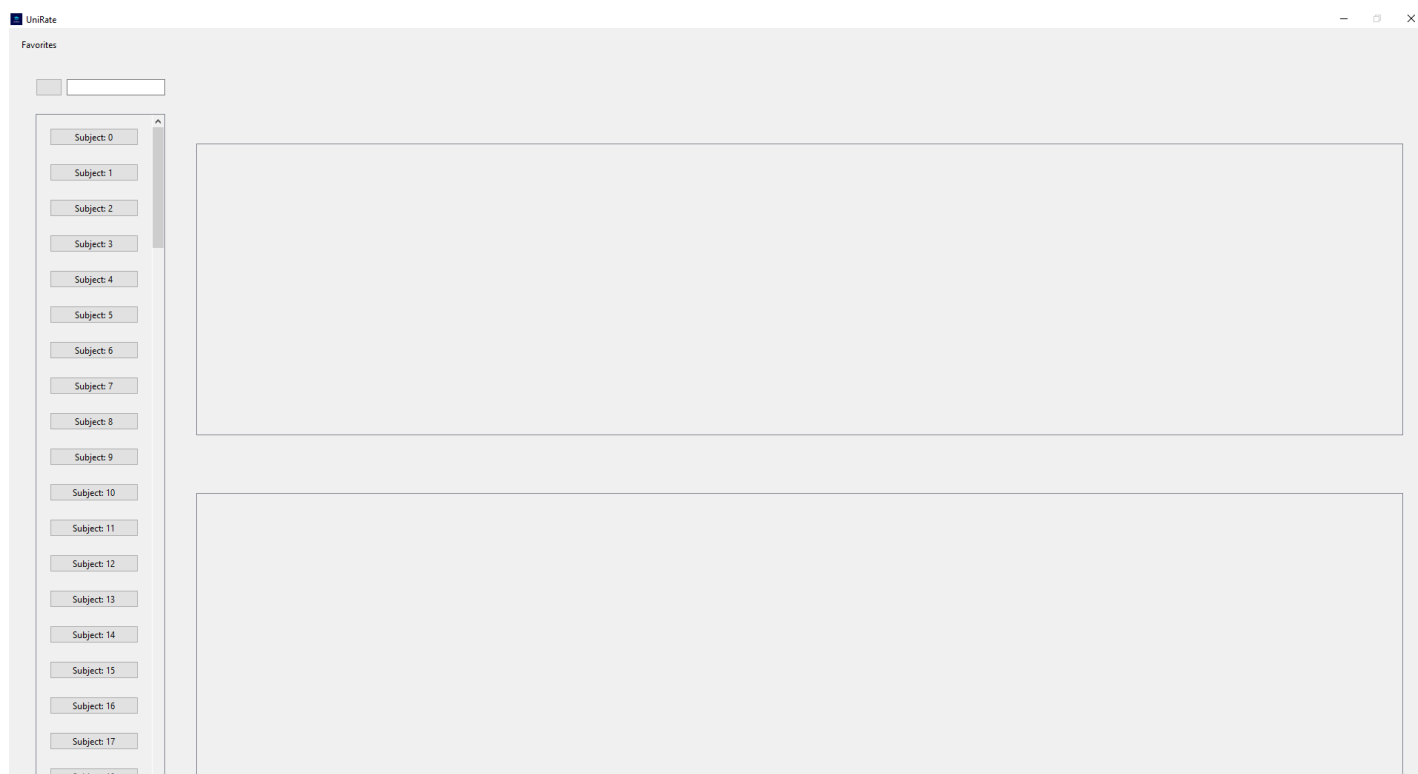 UniRate
Favorites
Subject: 0
Subject: 1
Subject: 2
Subject: 3
Subject: 4
Subject: 5
Subject: 6
Subject: 7
Subject: 8
Subject: 9
Subject: 10
Subject: 11
Subject: 12
Subject: 13
Subject: 14
Subject: 15
Subject: 16
Subject: 17